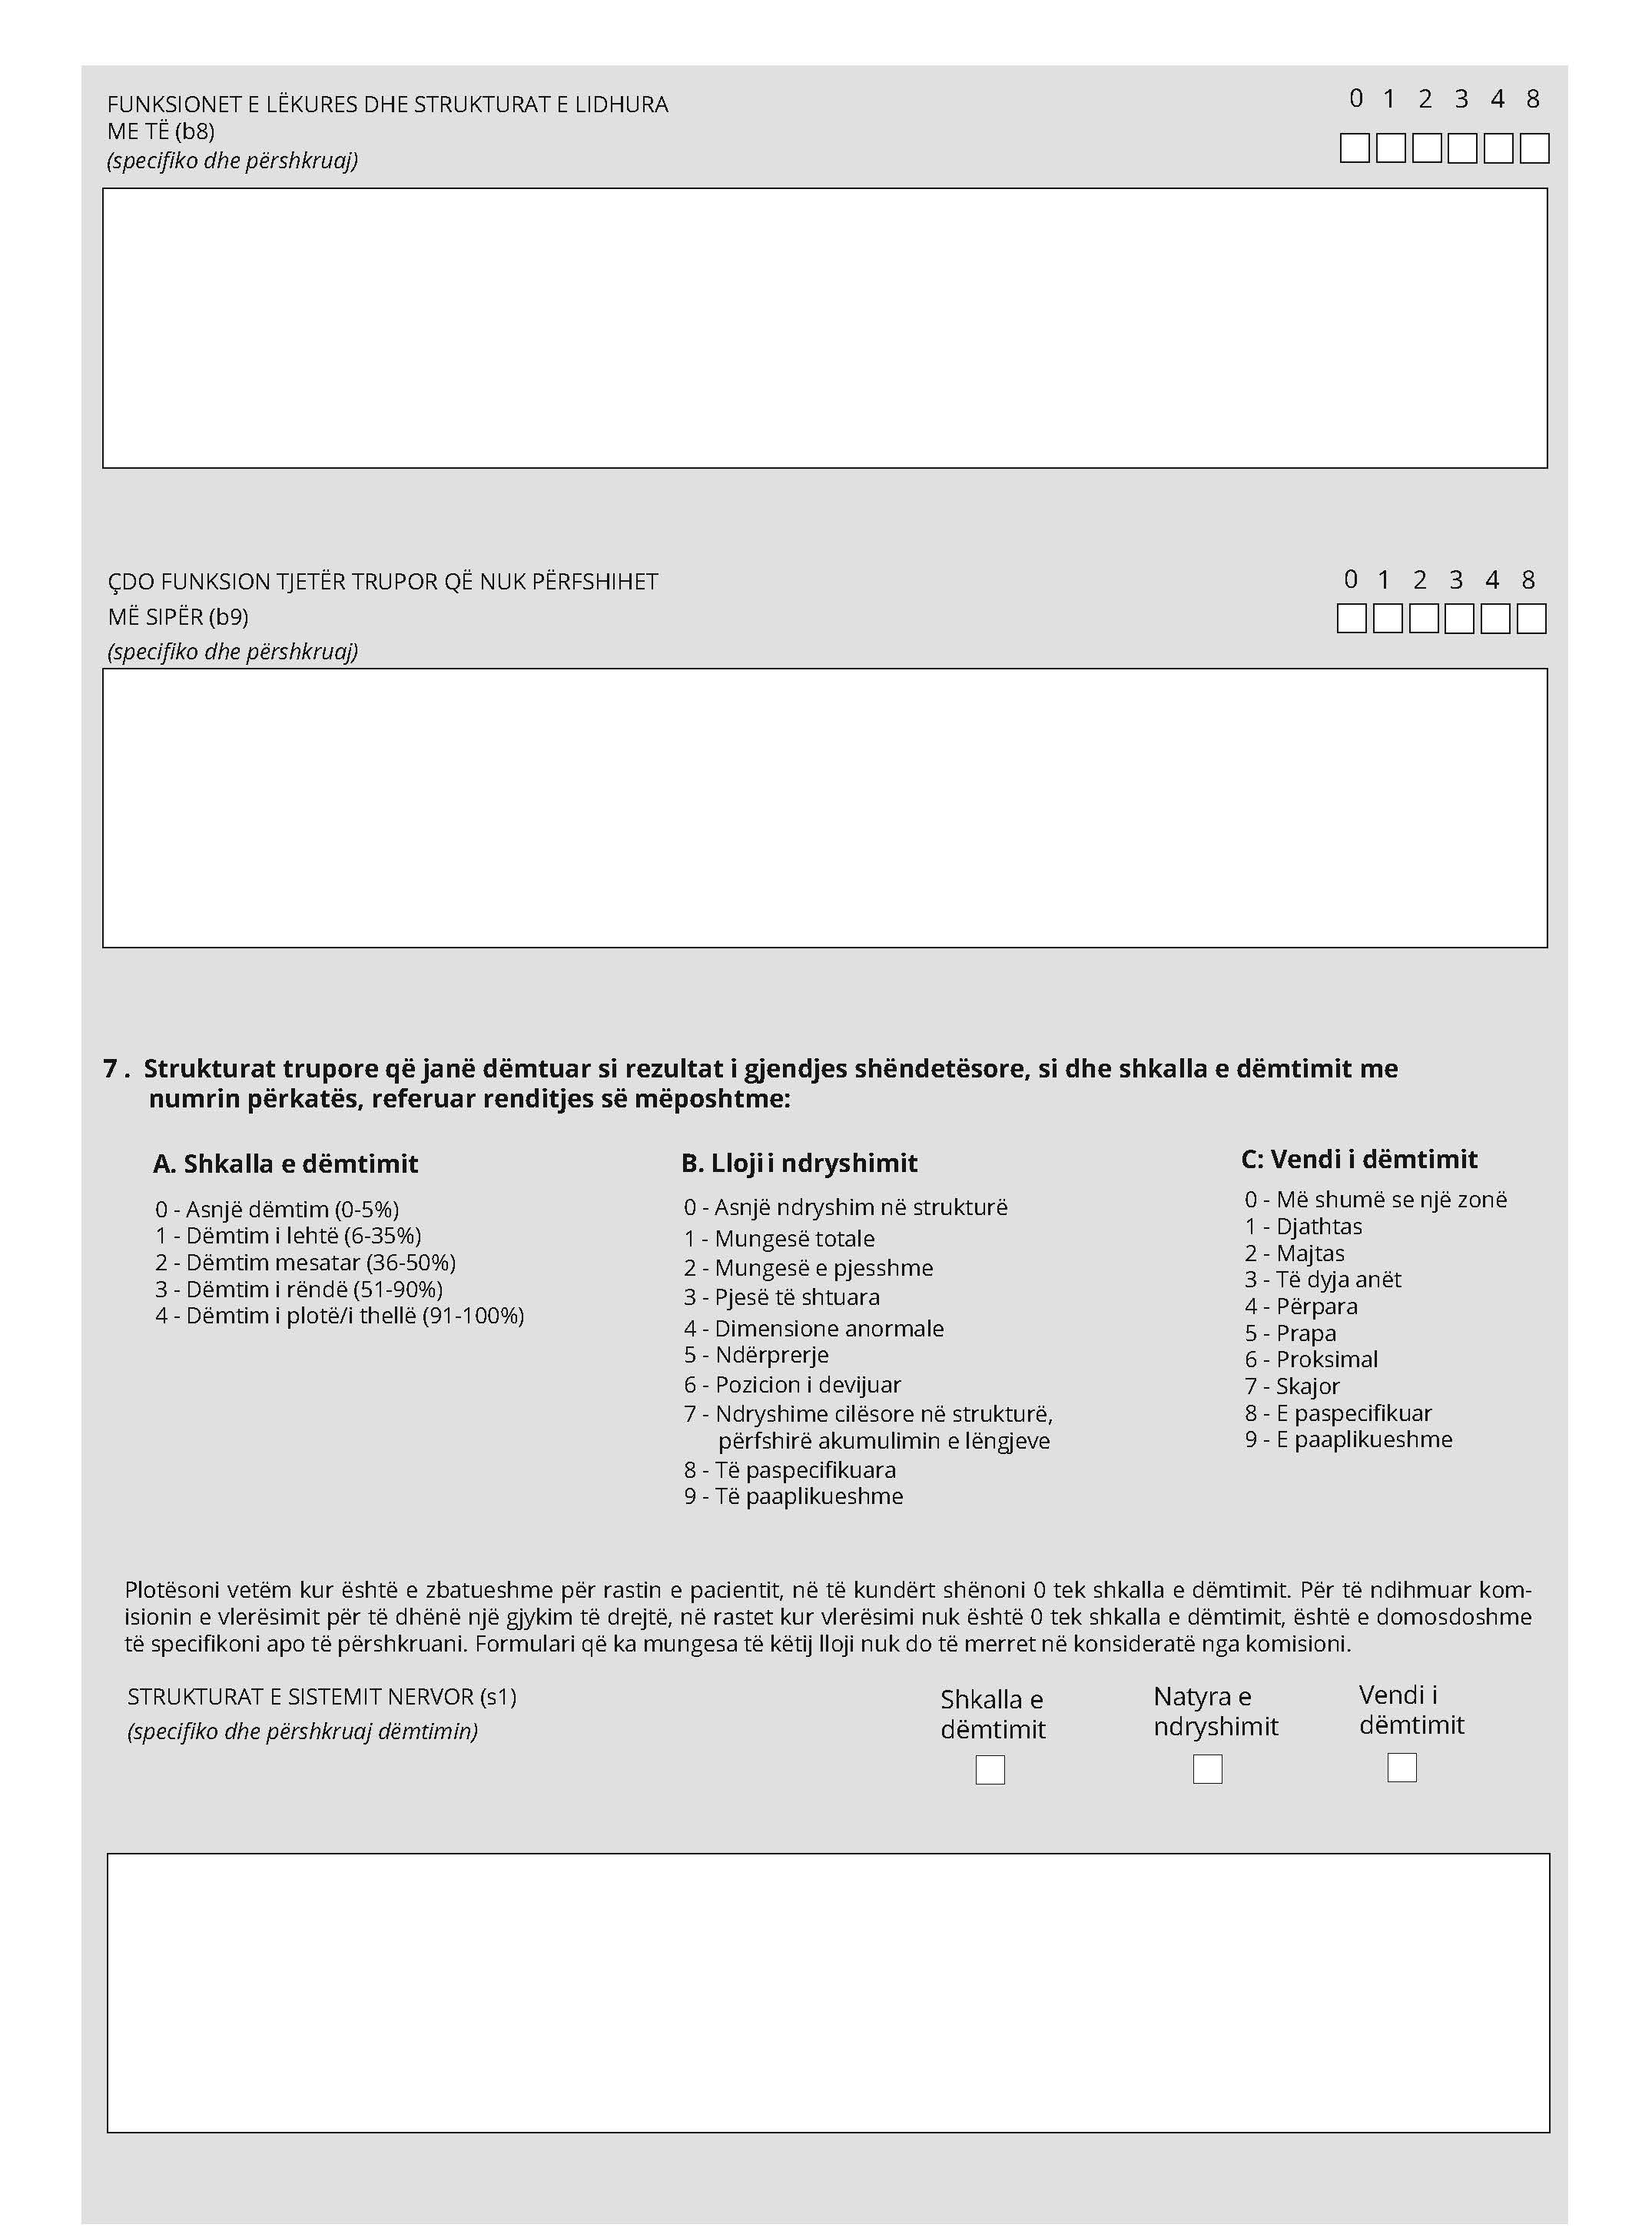 FUNKSIONET E LËKURES DHE STRUKTURAT E LIDHURA
ME TË (b8)
(specifiko dhe përshkruaj)
0 1 2 3 4 8
ÇDO FUNKSION TJETËR TRUPOR QË NUK PËRFSHIHET
MË SIPËR (b9)
(specifiko dhe përshkruaj)
0 1 2 3 4 8
7 . Strukturat trupore që janë dëmtuar si rezultat i gjendjes shëndetësore, si dhe shkalla e dëmtimit me
numrin përkatës, referuar renditjes së mëposhtme:
A. Shkalla e dëmtimit
0 - Asnjë dëmtim (0-5%)
1 - Dëmtim i lehtë (6-35%)
2 - Dëmtim mesatar (36-50%)
3 - Dëmtim i rëndë (51-90%)
4 - Dëmtim i plotë/i thellë (91-100%)
B. Lloji i ndryshimit
0 - Asnjë ndryshim në strukturë
1 - Mungesë totale
2 - Mungesë e pjesshme
3 - Pjesë të shtuara
4 - Dimensione anormale
5 - Ndërprerje
6 - Pozicion i devijuar
7 - Ndryshime cilësore në strukturë,
përfshirë akumulimin e lëngjeve
8 - Të paspecifikuara
9 - Të paaplikueshme
C: Vendi i dëmtimit
0 - Më shumë se një zonë
1 - Djathtas
2 - Majtas
3 - Të dyja anët
4 - Përpara
5 - Prapa
6 - Proksimal
7 - Skajor
8 - E paspecifikuar
9 - E paaplikueshme
Plotësoni vetëm kur është e zbatueshme për rastin e pacientit, në të kundërt shënoni 0 tek shkalla e dëmtimit. Për të ndihmuar kom-
isionin e vlerësimit për të dhënë një gjykim të drejtë, në rastet kur vlerësimi nuk është 0 tek shkalla e dëmtimit, është e domosdoshme
të specifikoni apo të përshkruani. Formulari që ka mungesa të këtij lloji nuk do të merret në konsideratë nga komisioni.
STRUKTURAT E SISTEMIT NERVOR (s1)
(specifiko dhe përshkruaj dëmtimin)
Shkalla e
dëmtimit
Natyra e
ndryshimit
Vendi i
dëmtimit